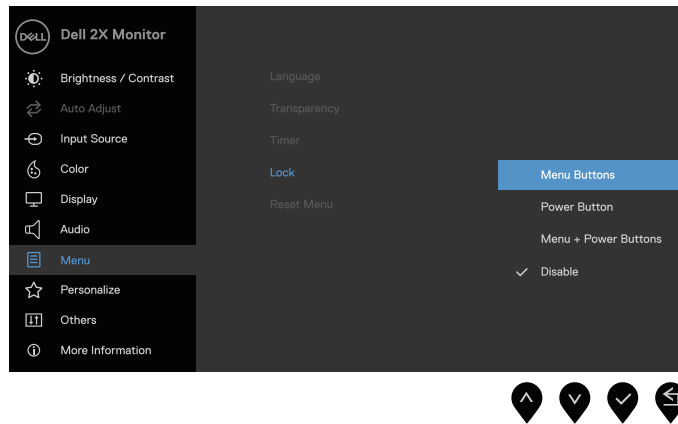 DELL
Dell 2X Monitor
Brightness / Contrast
Auto Adjust
Input Source
Color
Display
Audio
Menu
Personalize
Others
More Information
Language
Transparency
Timer
Lock
Reset Menu
Menu Buttons
Power Button
Menu + Power Buttons
Disable